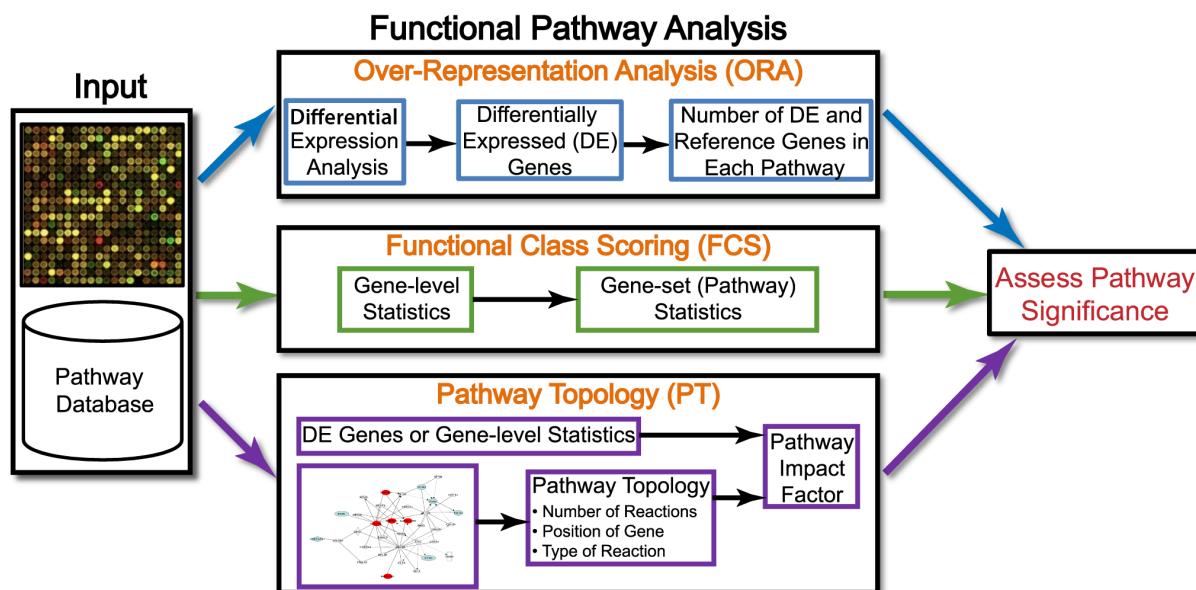 Functional Pathway Analysis
Input
Pathway
Database
Over-Representation Analysis (ORA)
Differential
Expression
Analysis
Differentially
Expressed (DE)
Genes
Number of DE and
Reference Genes in
Each Pathway
Functional Class Scoring (FCS)
Gene-level
Statistics
Gene-set (Pathway)
Statistics
Pathway Topology (PT)
DE Genes or Gene-level Statistics
Pathway Topology
• Number of Reactions
• Position of Gene
• Type of Reaction
Pathway
Impact
Factor
Assess Pathway
Significance